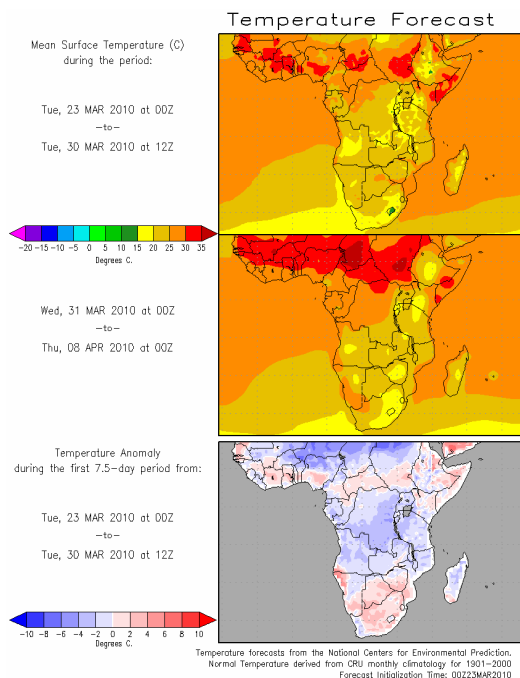 Temperature Forecast
Mean Surface Temperature (C)
during the period:
Tue, 23 MAR 2010 at 00Z
—to—
Tue, 30 MAR 2010 at 12Z
-20 -15 -10 -5 0 5 10 15 20 25 30 35
Degrees C.
Wed, 31 MAR 2010 at 00Z
—to—
Thu, 08 APR 2010 at 00Z
Temperature Anomaly
during the first 7.5-day period from:
Tue, 23 MAR 2010 at 00Z
—to—
Tue, 30 MAR 2010 at 12Z
-10 -8 -6 -4 -2 0 2 4 6 8 10
Degrees C.
Temperature forecasts from the National Centers for Environmental Prediction.
Normal Temperature derived from CRU monthly climatology for 1901-2000
Forecast Initialization Time: 00Z23MAR2010